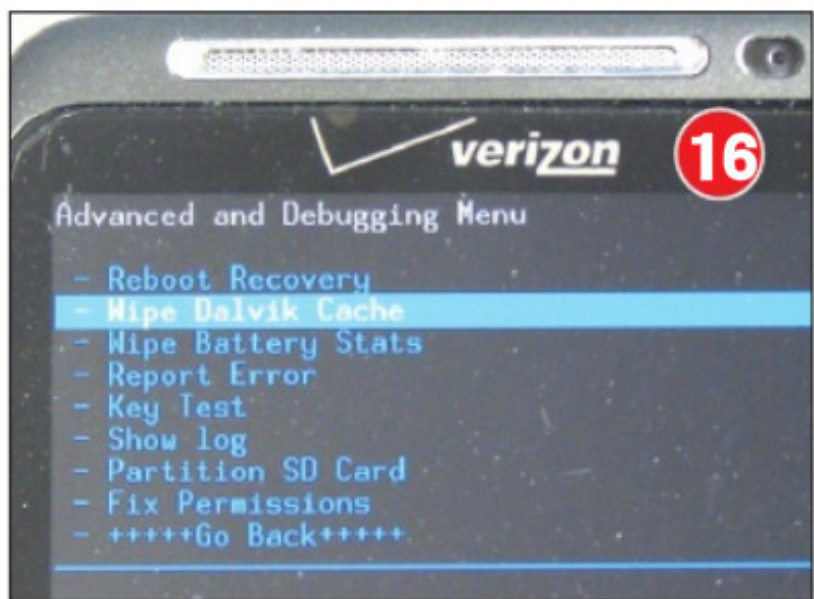 verizon
16
Advanced and Debugging Menu
- Reboot Recovery
- Wipe Dalvik Cache
- Wipe Battery Stats
- Report Error
- Key Test
- Show log
- Partition SD Card
- Fix Permissions
- +++++Go Back+++++